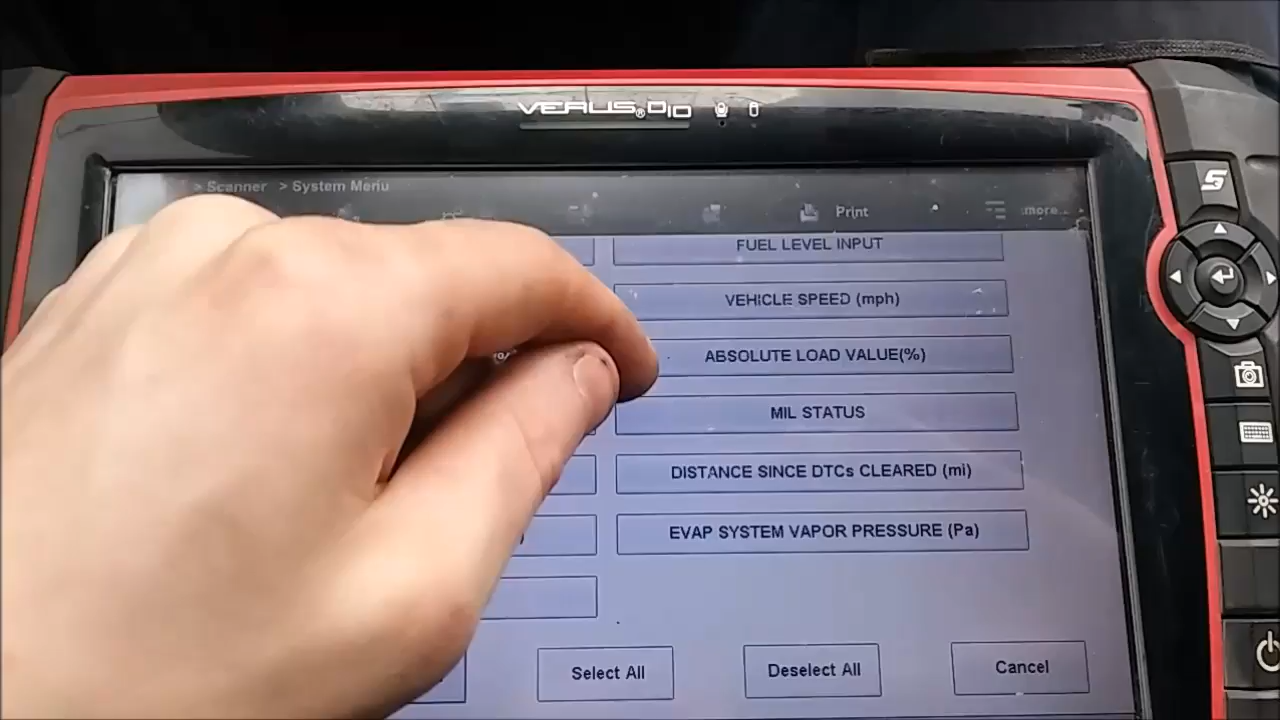 VERUS® D10
> Scanner > System Menu
Print
more...
FUEL LEVEL INPUT
VEHICLE SPEED (mph)
%
ABSOLUTE LOAD VALUE(%)
MIL STATUS
DISTANCE SINCE DTCs CLEARED (mi)
)
EVAP SYSTEM VAPOR PRESSURE (Pa)
Select All
Deselect All
Cancel
S